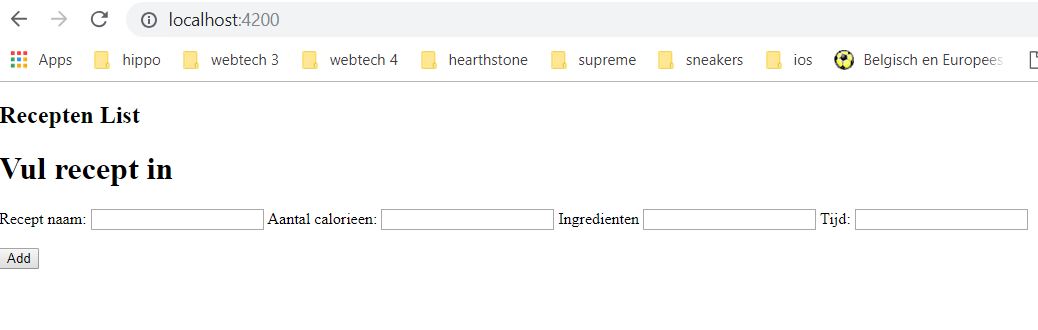 localhost:4200
Apps hippo webtech 3 webtech 4 hearthstone supreme sneakers ios Belgisch en Europees
Recepten List
Vul recept in
Recept naam: Aantal calorieen: Ingredienten Tijd:
Add